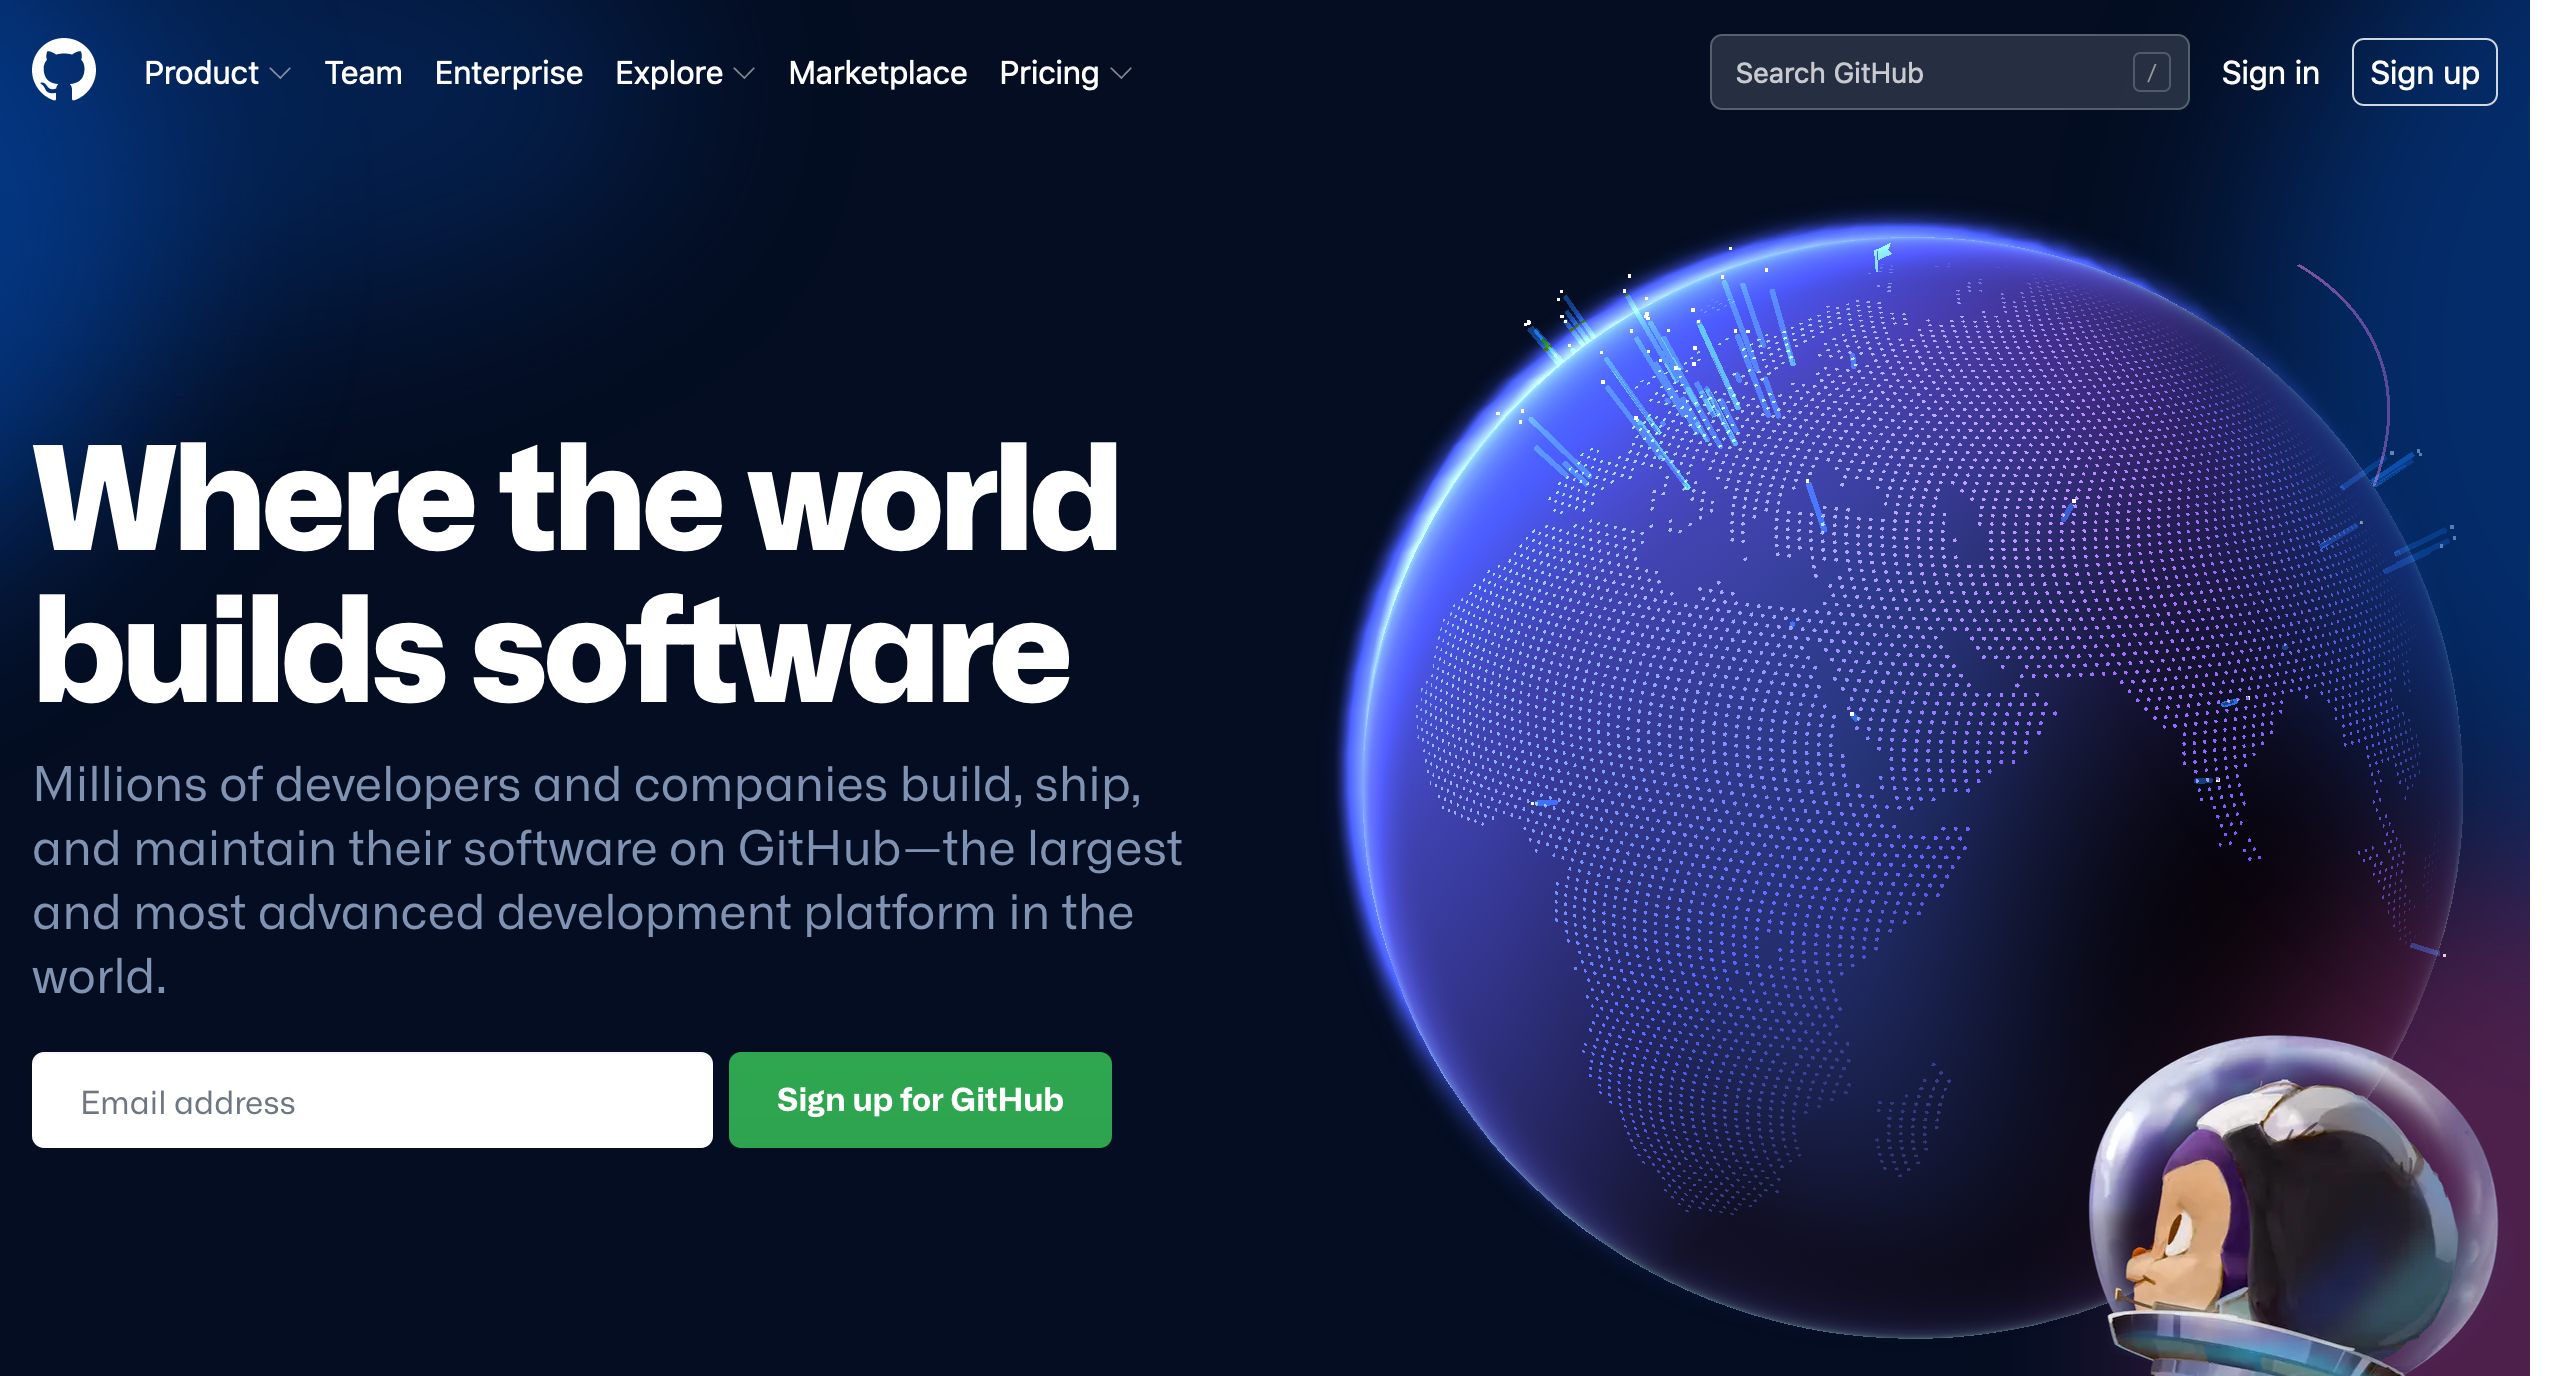 Product Team Enterprise Explore Marketplace Pricing Search GitHub / Sign in Sign up
Where the world
builds software
Millions of developers and companies build, ship,
and maintain their software on GitHub—the largest
and most advanced development platform in the
world.
Email address Sign up for GitHub